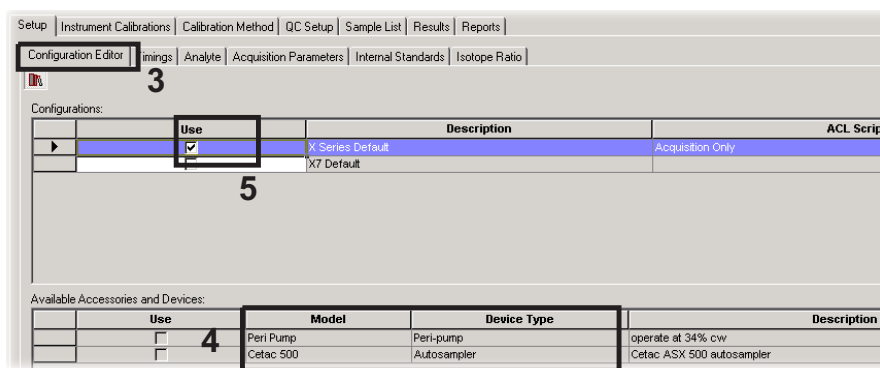 Setup Instrument Calibrations Calibration Method QC Setup Sample List Results Reports
Configuration Editor Timings Analyte Acquisition Parameters Internal Standards Isotope Ratio
3
Configurations:
Use Description ACL Scrip
X Series Default Acquisition Only
X7 Default
5
Available Accessories and Devices:
Use Model Device Type Description
4
Peri Pump Peri-pump operate at 34% cw
Cetac 500 Autosampler Cetac ASX 500 autosampler